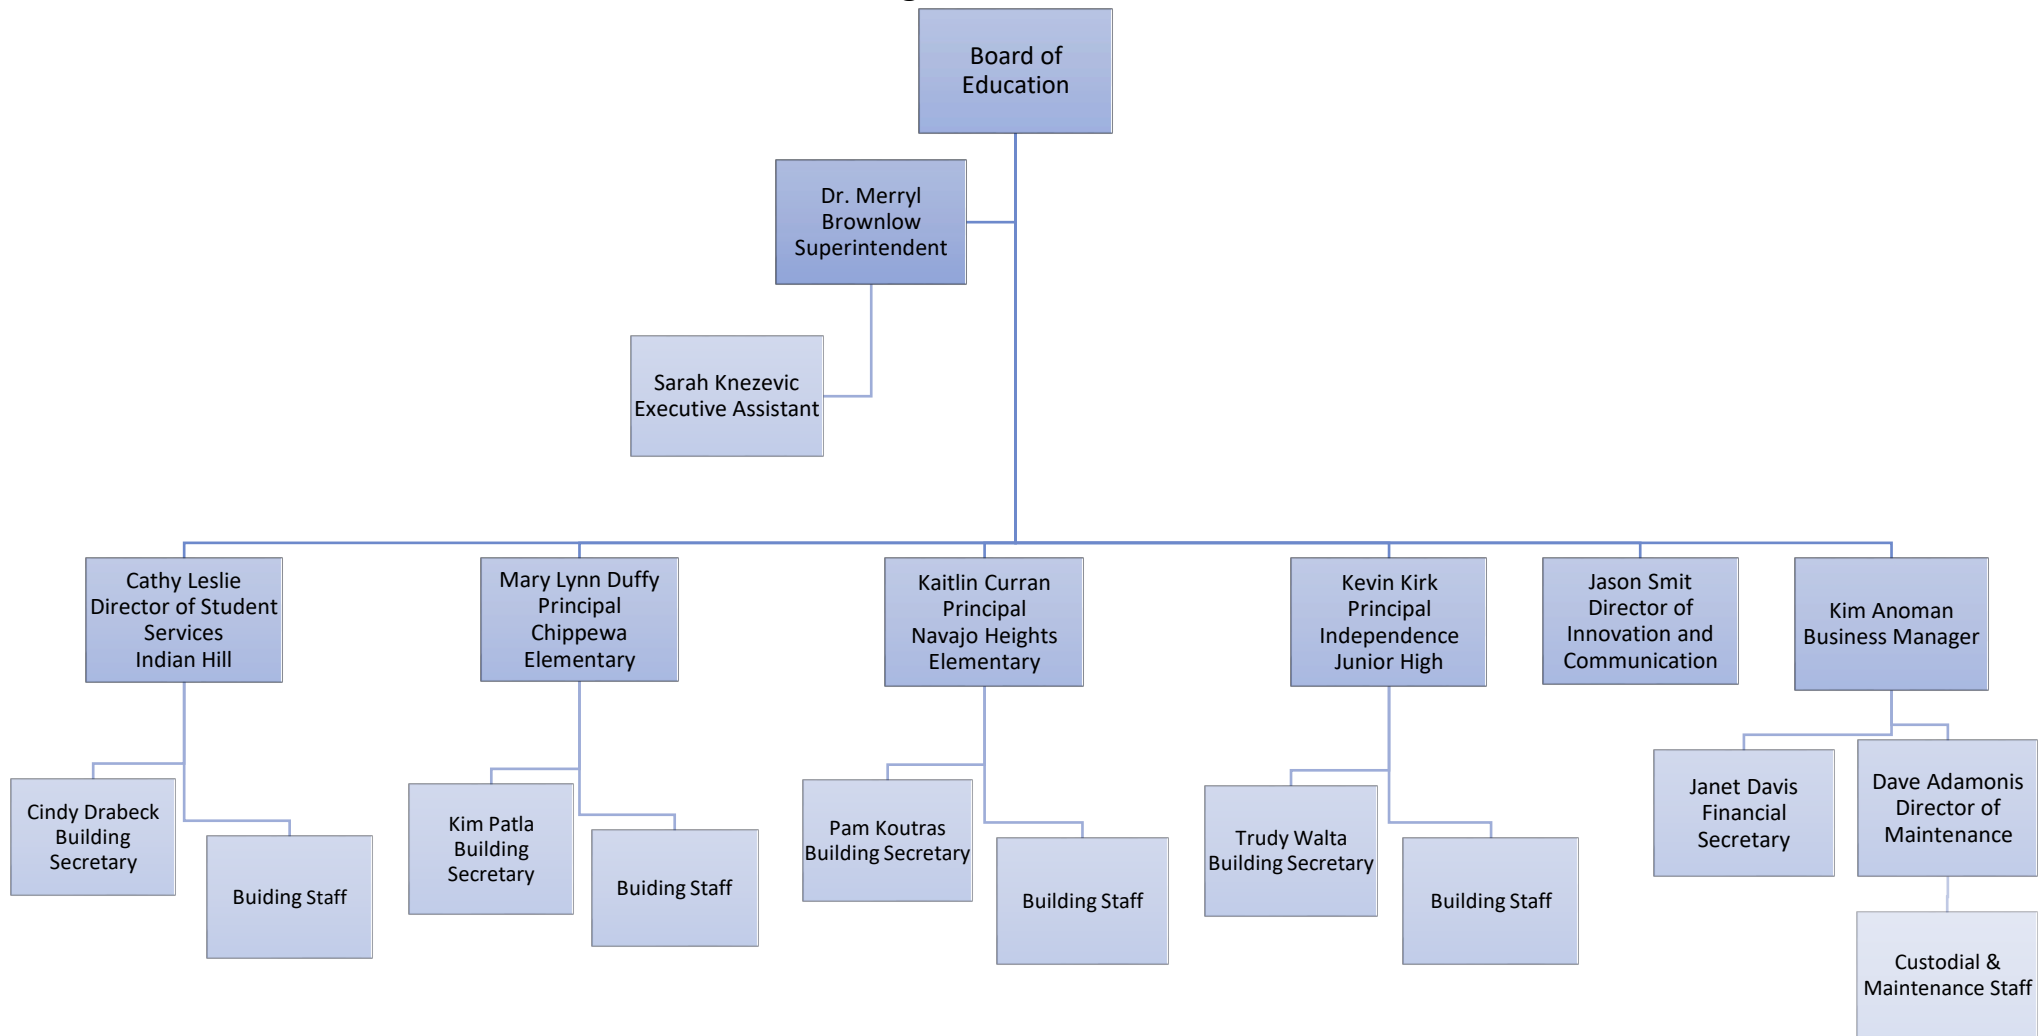 Board of
Education
Dr. Merryl
Brownlow
Superintendent
Sarah Knezevic
Executive Assistant
Cathy Leslie
Director of Student
Services
Indian Hill
Mary Lynn Duffy
Principal
Chippewa
Elementary
Kaitlin Curran
Principal
Navajo Heights
Elementary
Kevin Kirk
Principal
Independence
Junior High
Jason Smit
Director of
Innovation and
Communication
Kim Anoman
Business Manager
Cindy Drabeck
Building
Secretary
Buiding Staff
Kim Patla
Building
Secretary
Buiding Staff
Pam Koutras
Building Secretary
Building Staff
Trudy Walta
Building Secretary
Building Staff
Janet Davis
Financial
Secretary
Dave Adamonis
Director of
Maintenance
Custodial &
Maintenance Staff